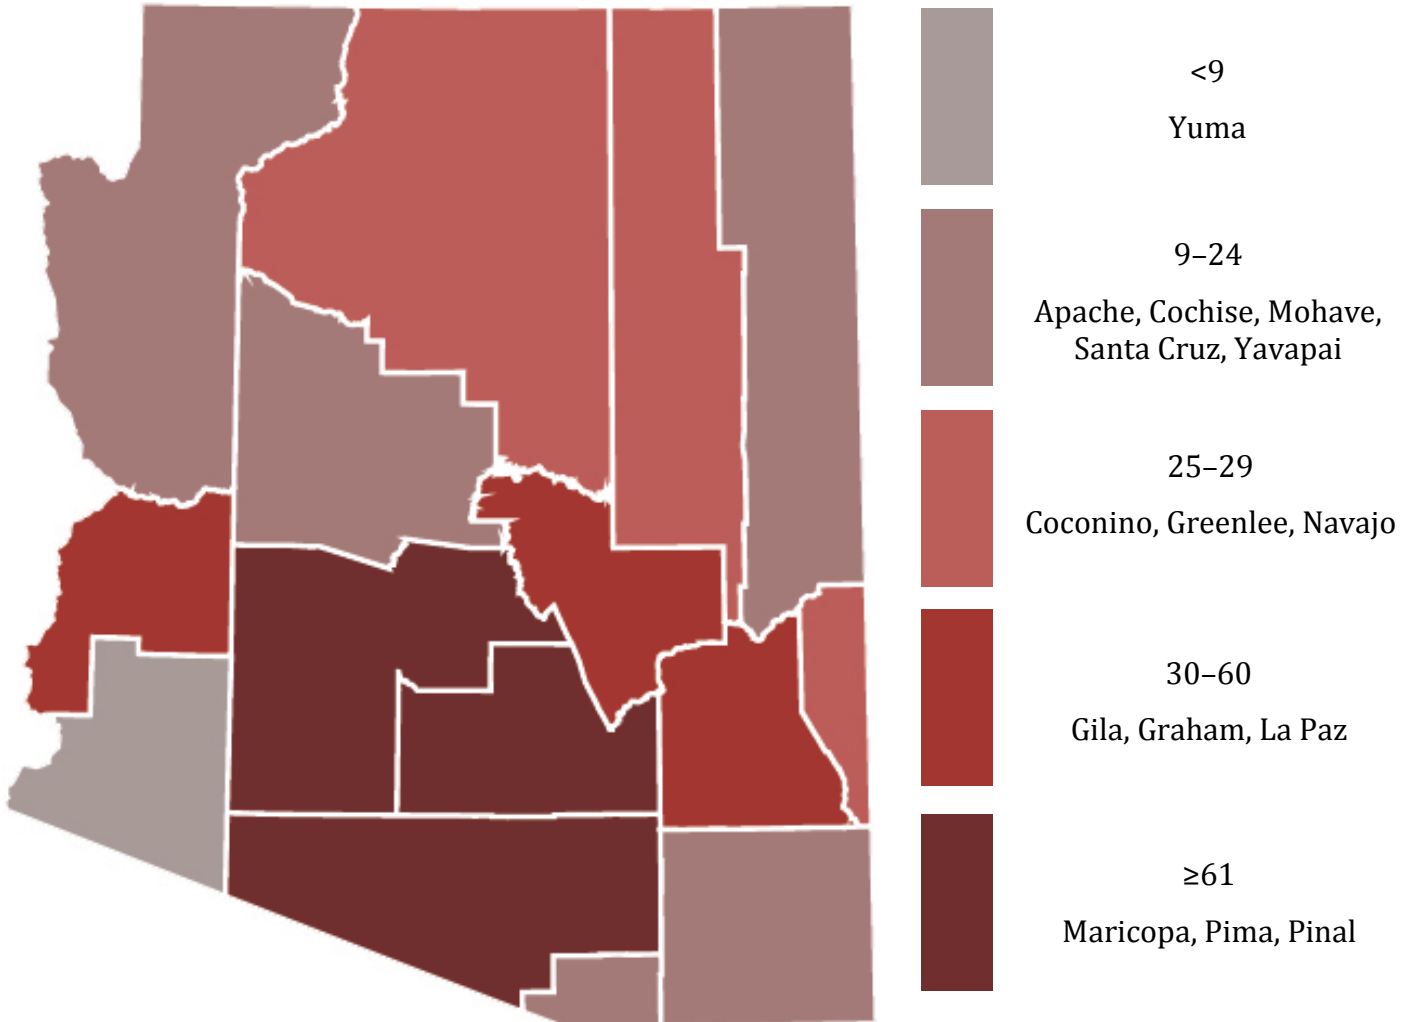 <9
Yuma
9–24
Apache, Cochise, Mohave,
Santa Cruz, Yavapai
25–29
Coconino, Greenlee, Navajo
30–60
Gila, Graham, La Paz
≥61
Maricopa, Pima, Pinal